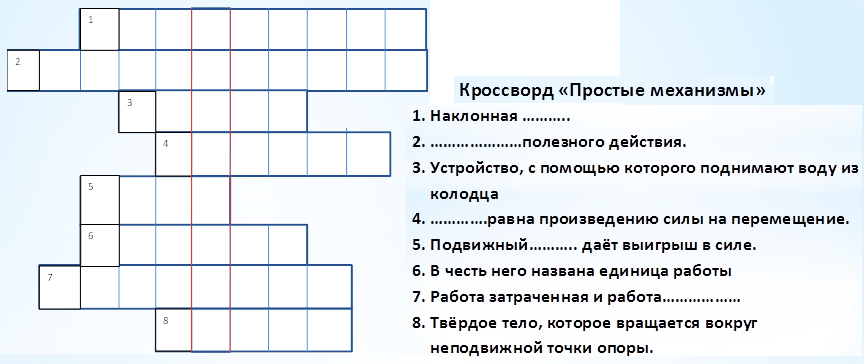 1
2
3
4
5
6
7
8
Кроссворд «Простые механизмы»
1. Наклонная ………..
2. …………………полезного действия.
3. Устройство, с помощью которого поднимают воду из
колодца
4. ………….равна произведению силы на перемещение.
5. Подвижный……….. даёт выигрыш в силе.
6. В честь него названа единица работы
7. Работа затраченная и работа………………
8. Твёрдое тело, которое вращается вокруг
неподвижной точки опоры.